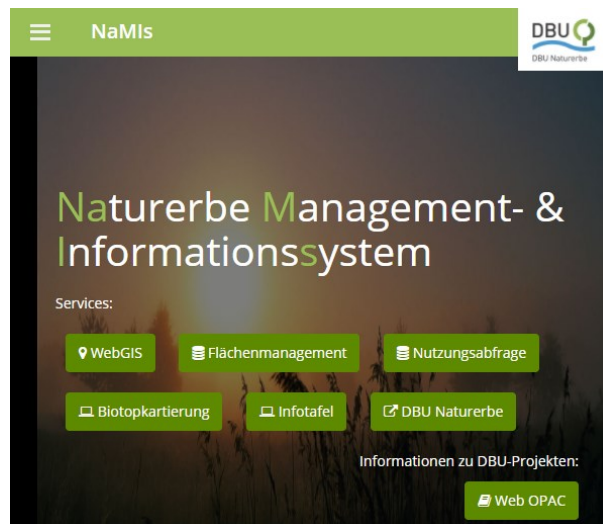 NaMIs
DBU
DBU Naturerbe
Naturerbe Management- &
Informationssystem
Services:
WebGIS
Flächenmanagement
Nutzungsabfrage
Biotopkartierung
Infotafel
DBU Naturerbe
Informationen zu DBU-Projekten:
Web OPAC